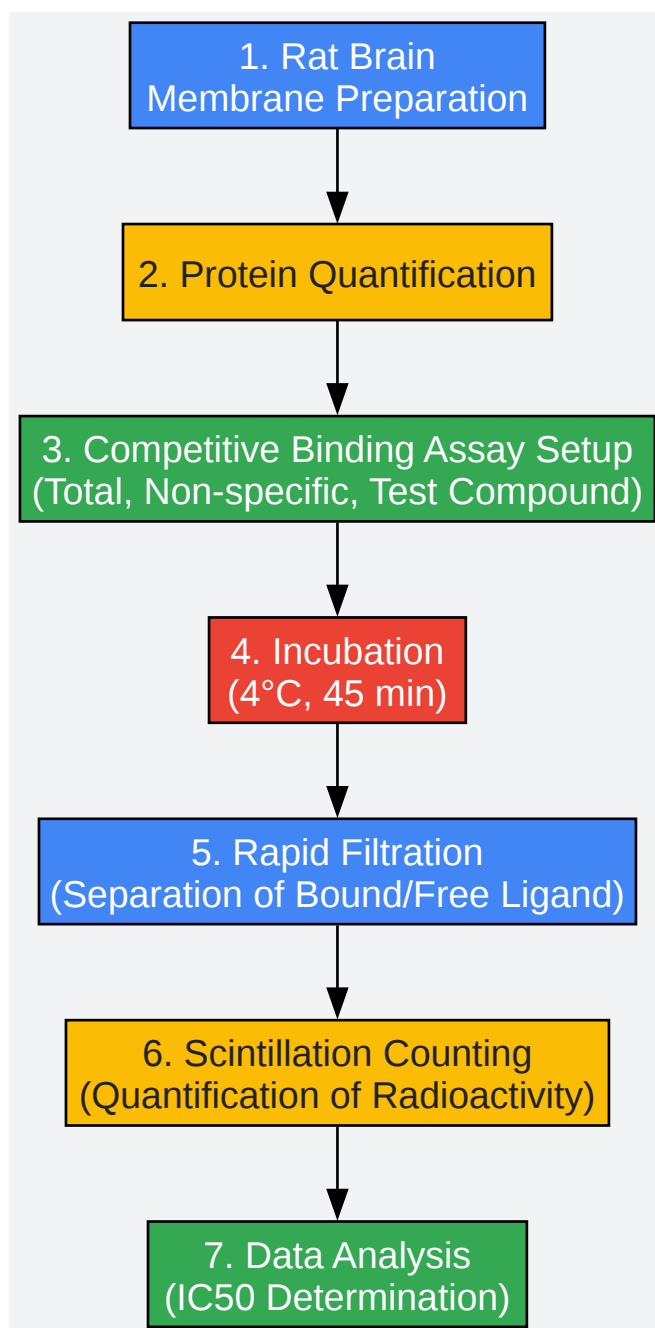 1. Rat Brain
Membrane Preparation
2. Protein Quantification
3. Competitive Binding Assay Setup
(Total, Non-specific, Test Compound)
4. Incubation
(4°C, 45 min)
5. Rapid Filtration
(Separation of Bound/Free Ligand)
6. Scintillation Counting
(Quantification of Radioactivity)
7. Data Analysis
(IC50 Determination)